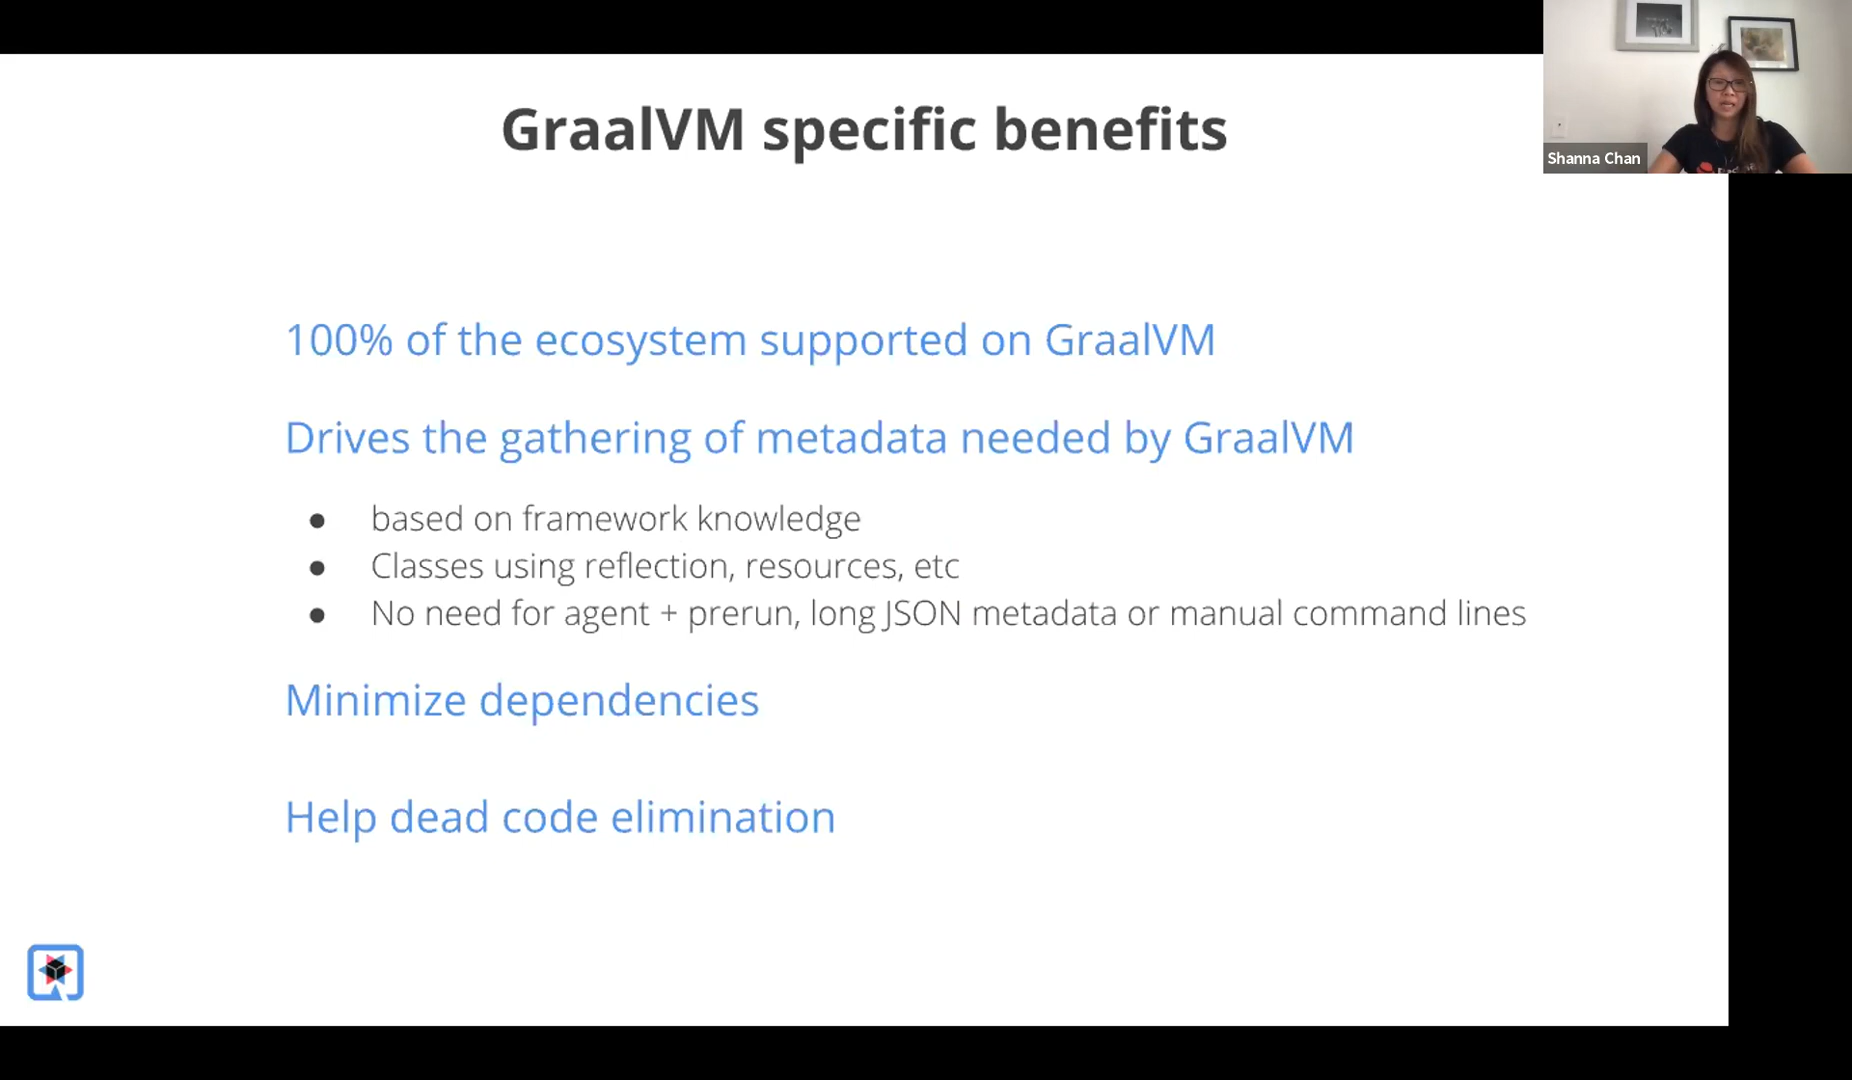 GraalVM specific benefits
Shanna Chan
100% of the ecosystem supported on GraalVM
Drives the gathering of metadata needed by GraalVM
● based on framework knowledge
● Classes using reflection, resources, etc
● No need for agent + prerun, long JSON metadata or manual command lines
Minimize dependencies
Help dead code elimination